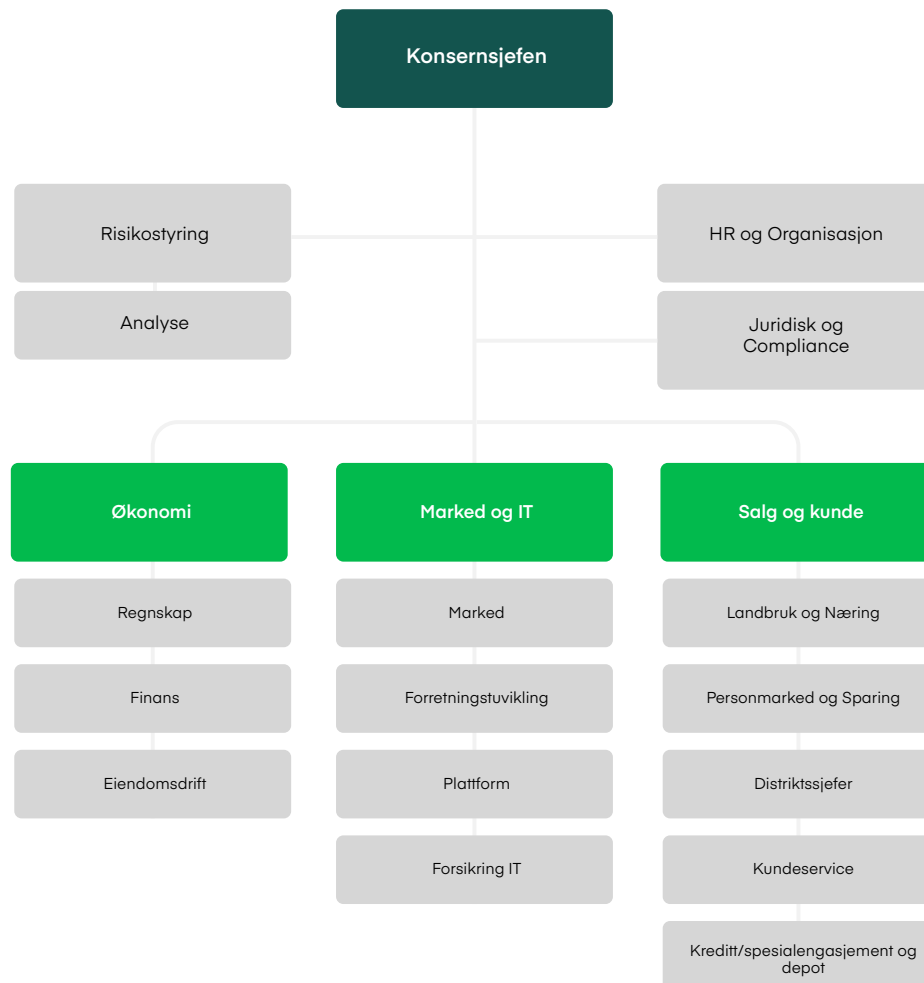 Konsernsjefen
Risikostyring
HR og Organisasjon
Analyse
Juridisk og
Compliance
Økonomi
Marked og IT
Salg og kunde
Regnskap
Marked
Landbruk og Næring
Finans
Forretningstuvikling
Personmarked og Sparing
Eiendomsdrift
Plattform
Distriktssjefer
Forsikring IT
Kundeservice
Kreditt/spesialengasjement og
depot